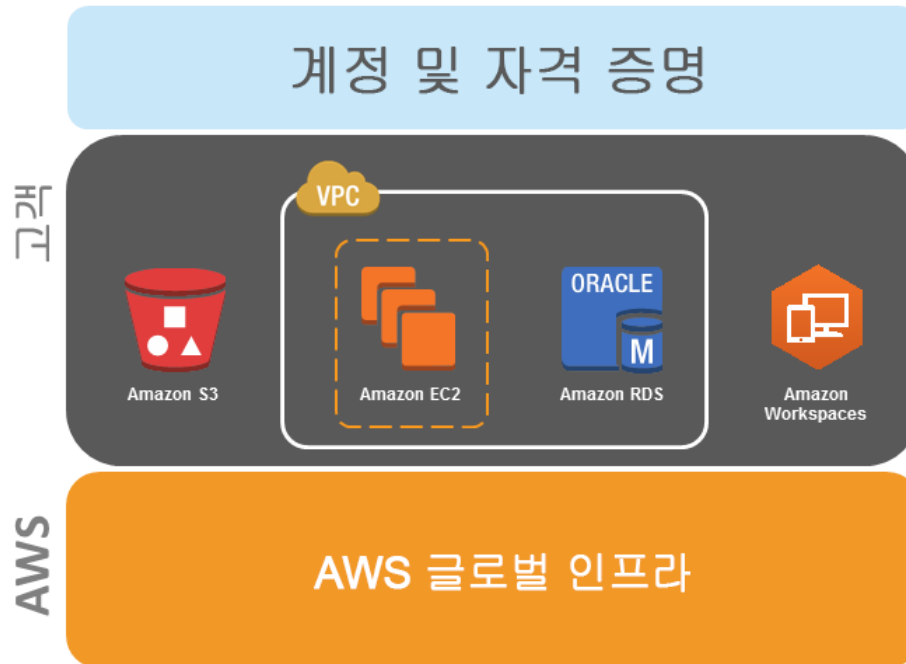 계정 및 자격 증명
고객
VPC
ORACLE
M
Amazon S3
Amazon EC2
Amazon RDS
Amazon
Workspaces
AWS
AWS 글로벌 인프라